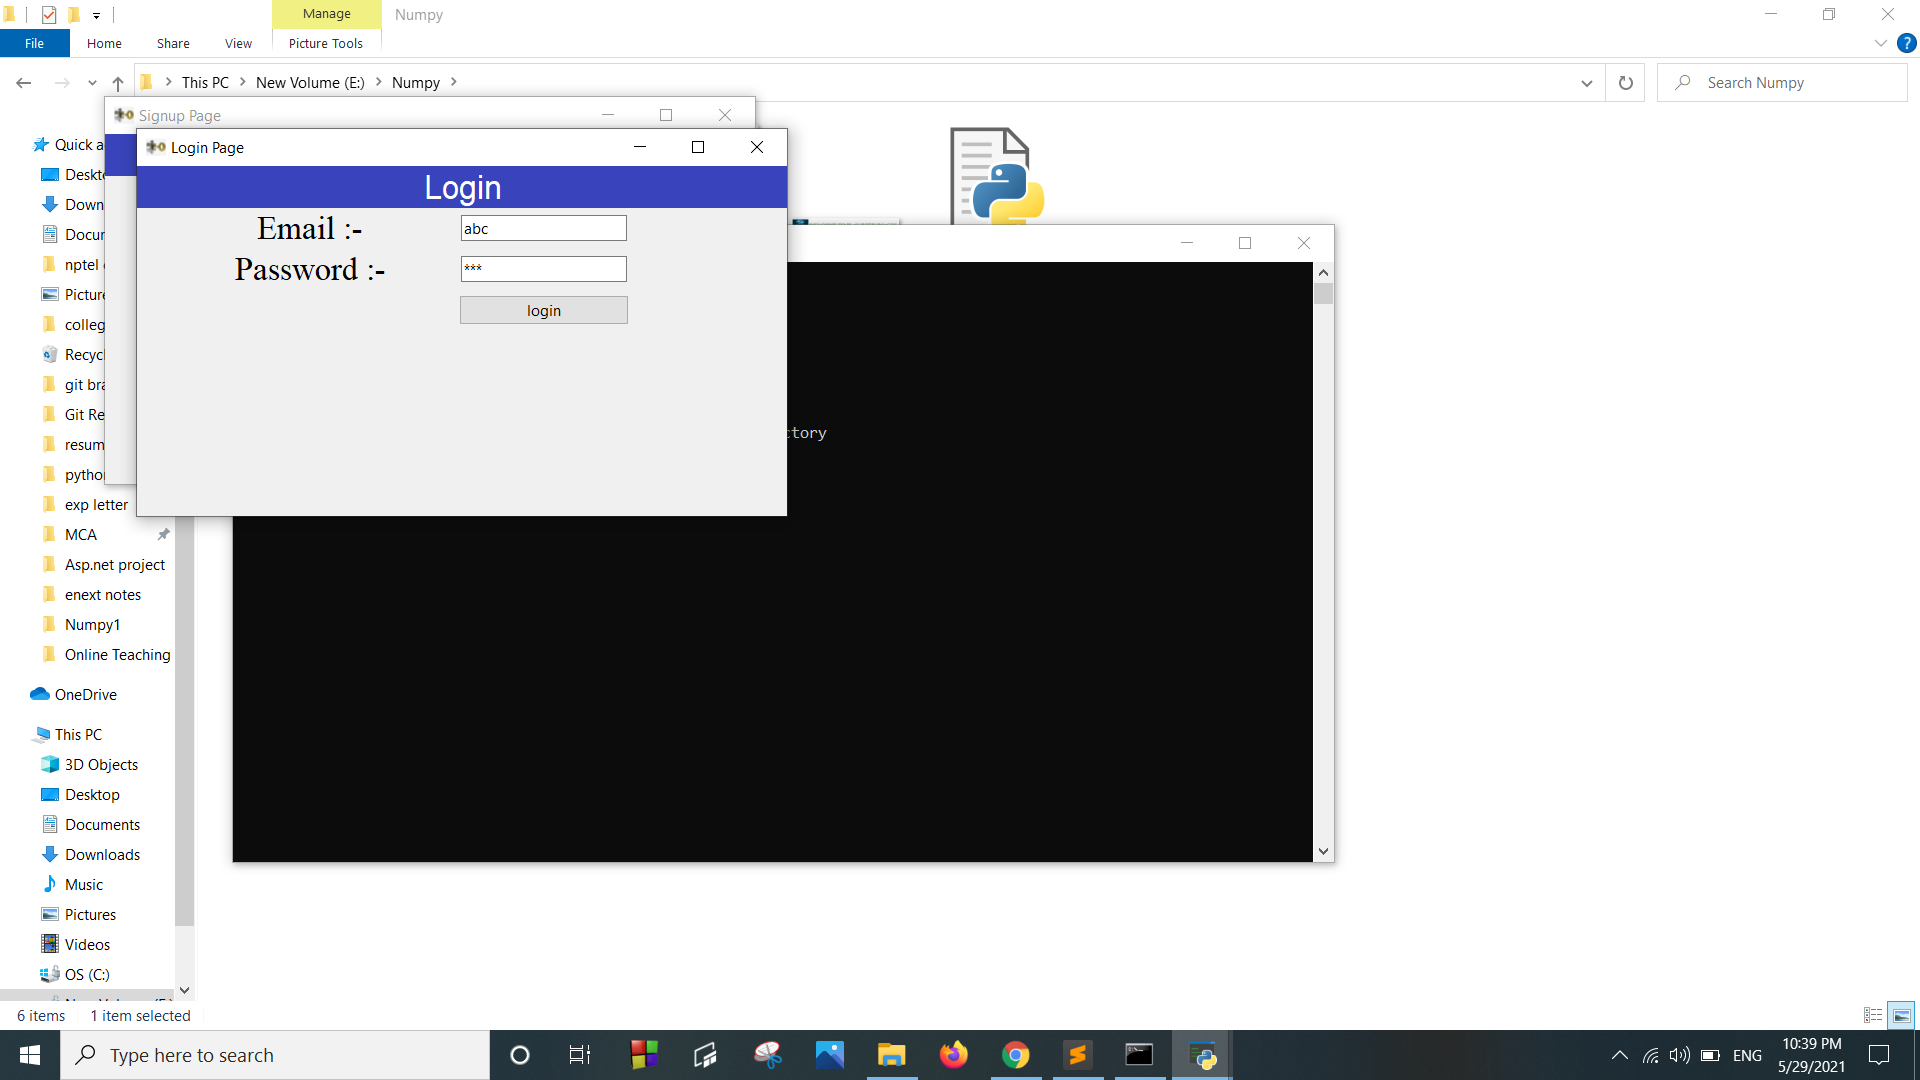 Manage
Numpy
File
Home
Share
View
Picture Tools
?
This PC
New Volume (E:)
Numpy
Search Numpy
Signup Page
Login Page
Login
Email :-
abc
Password :-
***
login
ctory
Quick a
Deskt
Down
Docur
nptel
Picture
colleg
Recycl
git bra
Git Re
resum
pytho
exp letter
MCA
Asp.net project
enext notes
Numpy1
Online Teaching
OneDrive
This PC
3D Objects
Desktop
Documents
Downloads
Music
Pictures
Videos
OS (C:)
6 items
1 item selected
Type here to search
ENG
10:39 PM
5/29/2021